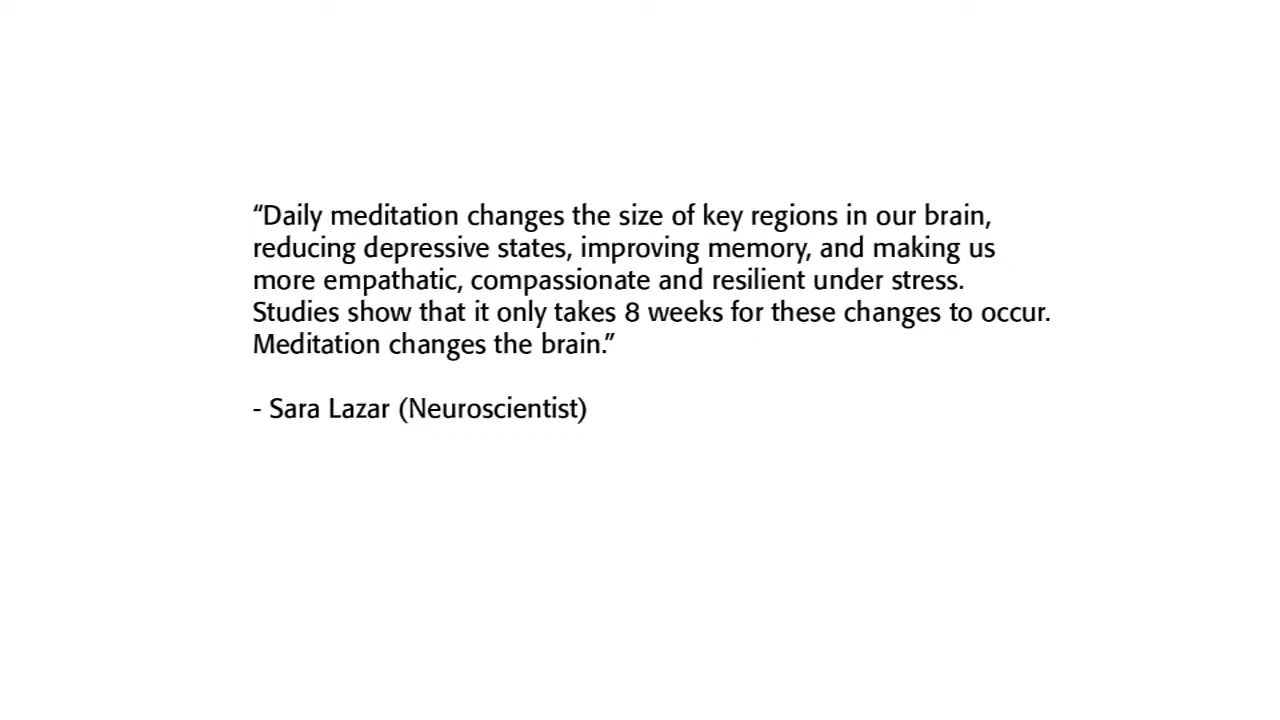 “Daily meditation changes the size of key regions in our brain,
reducing depressive states, improving memory, and making us
more empathatic, compassionate and resilient under stress.
Studies show that it only takes 8 weeks for these changes to occur.
Meditation changes the brain.”
- Sara Lazar (Neuroscientist)